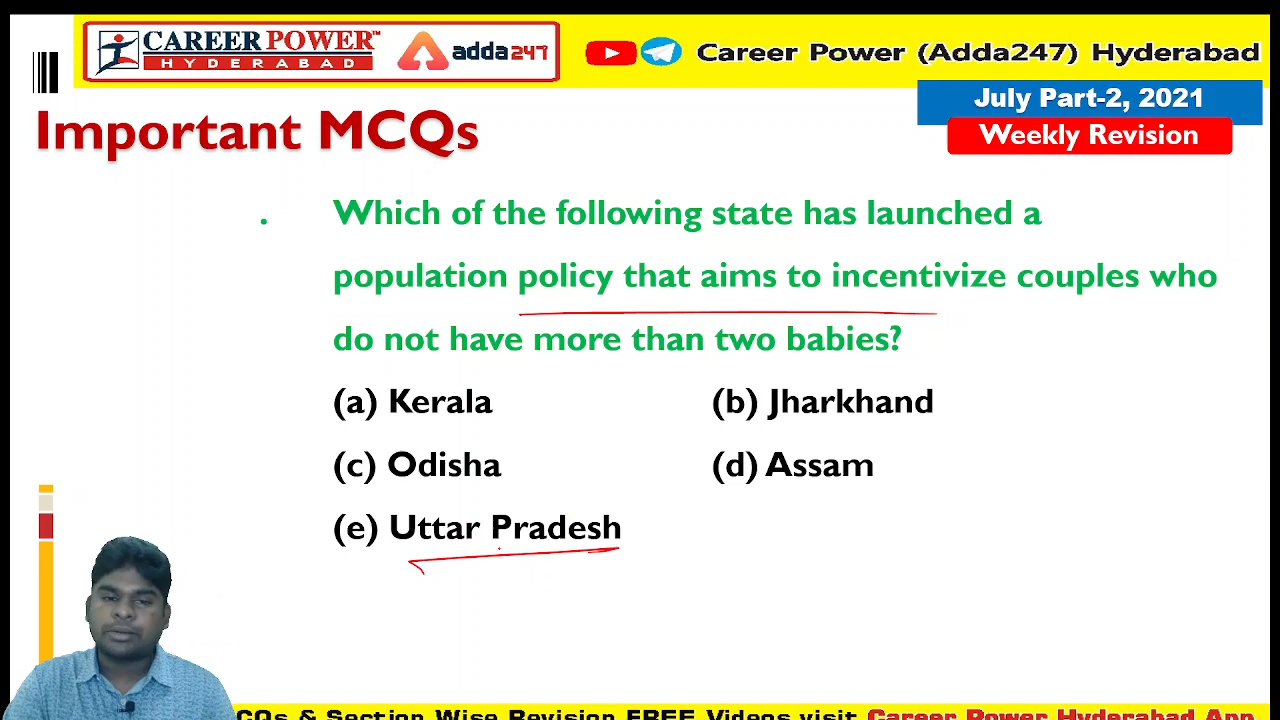 CAREER POWER™
HYDERABAD
adda247
Career Power (Adda247) Hyderabad
July Part-2, 2021
Weekly Revision
Important MCQs
. Which of the following state has launched a
population policy that aims to incentivize couples who
do not have more than two babies?
(a) Kerala (b) Jharkhand
(c) Odisha (d) Assam
(e) Uttar Pradesh
CQs & Section Wise Revision FREE Videos visit Career Power Hyderabad App